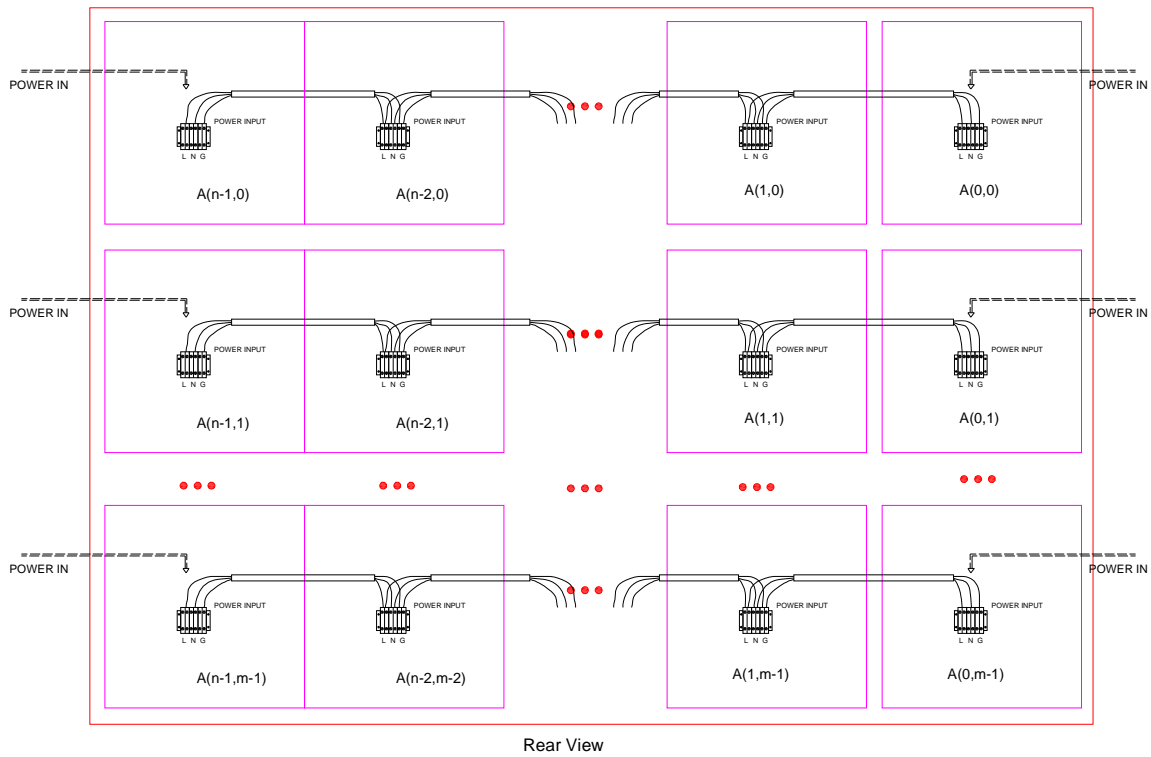 POWER IN
POWER IN
POWER INPUT
POWER INPUT
POWER INPUT
POWER INPUT
L N G
L N G
L N G
L N G
A(n-1,0)
A(n-2,0)
A(1,0)
A(0,0)
POWER IN
POWER IN
POWER INPUT
POWER INPUT
POWER INPUT
POWER INPUT
L N G
L N G
L N G
L N G
A(n-1,1)
A(n-2,1)
A(1,1)
A(0,1)
POWER IN
POWER IN
POWER INPUT
POWER INPUT
POWER INPUT
POWER INPUT
L N G
L N G
L N G
L N G
A(n-1,m-1)
A(n-2,m-2)
A(1,m-1)
A(0,m-1)
Rear View